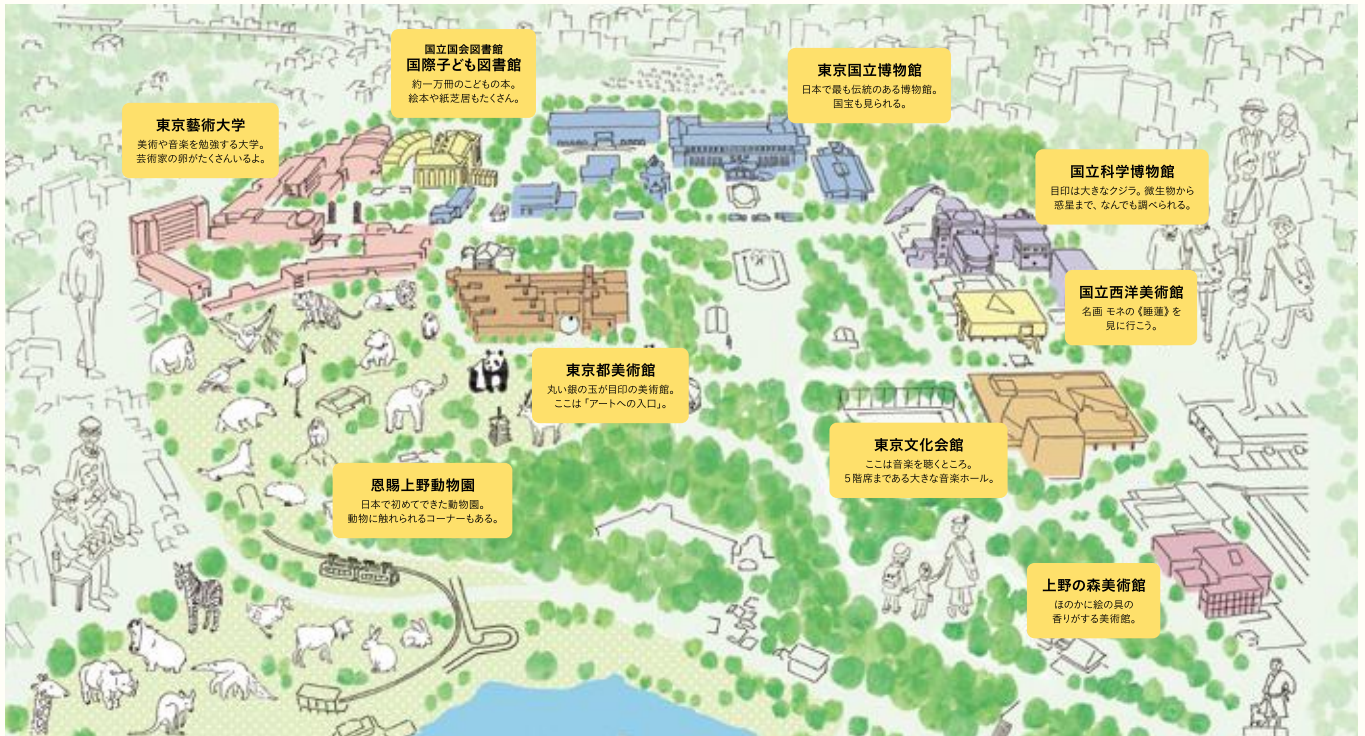 国立国会図書館
国際子ども図書館
約一万冊のこどもの本。
絵本や紙芝居もたくさん。
東京国立博物館
日本で最も伝統のある博物館。
国宝も見られる。
東京藝術大学
美術や音楽を勉強する大学。
芸術家の卵がたくさんいるよ。
国立科学博物館
目印は大きなクジラ。微生物から
惑星まで、なんでも調べられる。
国立西洋美術館
名画 モネの《睡蓮》を
見に行こう。
東京都美術館
丸い銀の玉が目印の美術館。
ここは「アートへの入口」。
東京文化会館
ここは音楽を聴くところ。
5階席まである大きな音楽ホール。
恩賜上野動物園
日本で初めてできた動物園。
動物に触れられるコーナーもある。
上野の森美術館
ほのかに絵の具の
香りがする美術館。